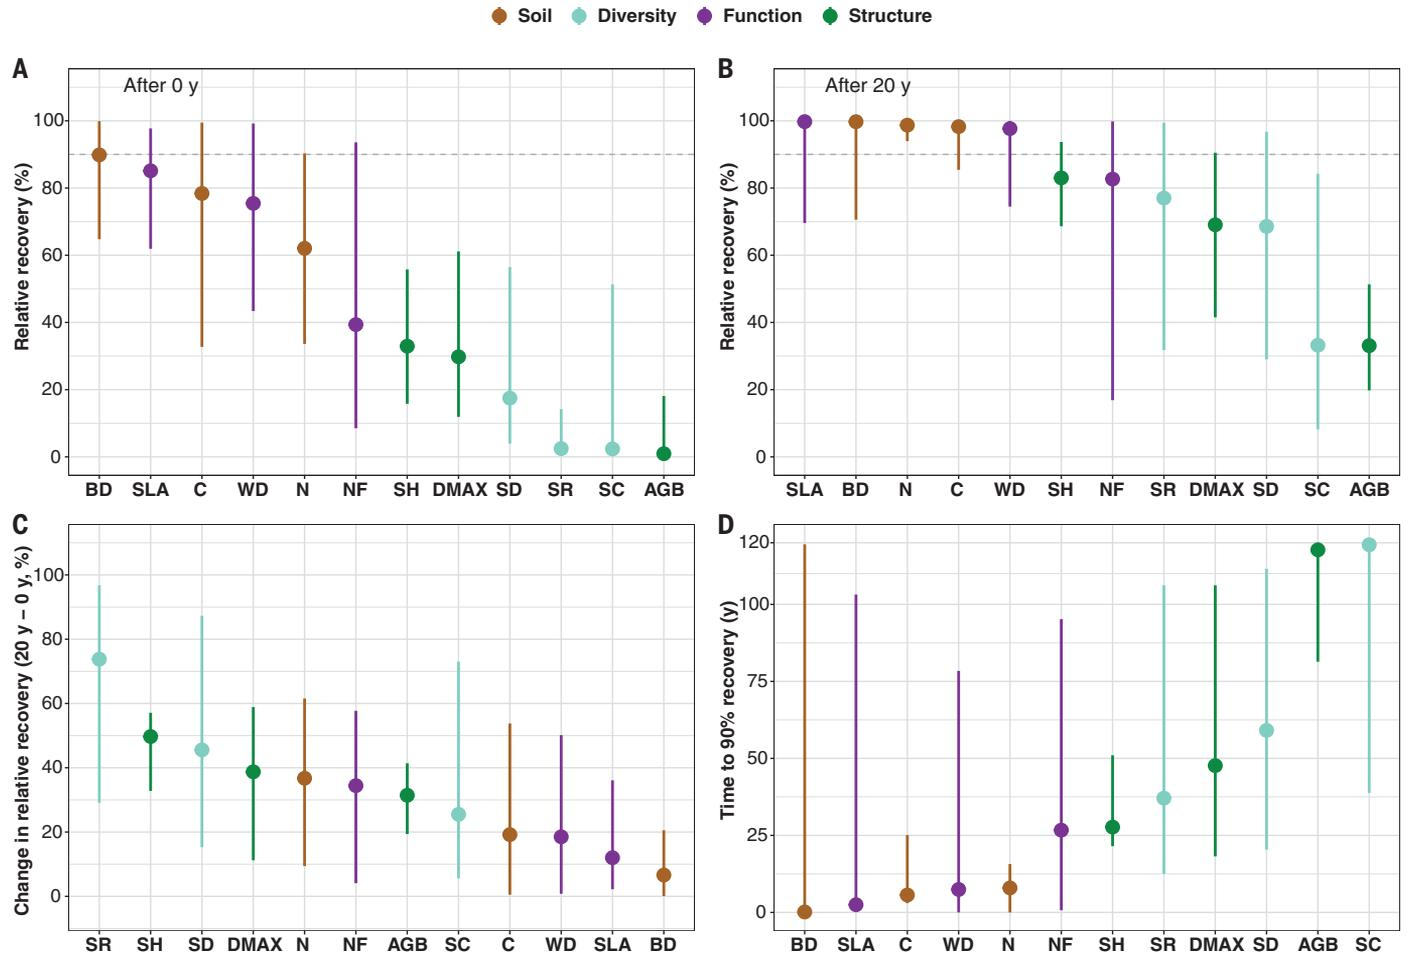 Soil Diversity Function Structure
A
After 0 y
Relative recovery (%)
100
80
60
40
20
0
BD SLA C WD N NF SH DMAX SD SR SC AGB
B
After 20 y
Relative recovery (%)
100
80
60
40
20
0
SLA BD N C WD SH NF SR DMAX SD SC AGB
C
Change in relative recovery (20 y – 0 y, %)
100
80
60
40
20
0
SR SH SD DMAX N NF AGB SC C WD SLA BD
D
Time to 90% recovery (y)
120
100
75
50
25
0
BD SLA C WD N NF SH SR DMAX SD AGB SC